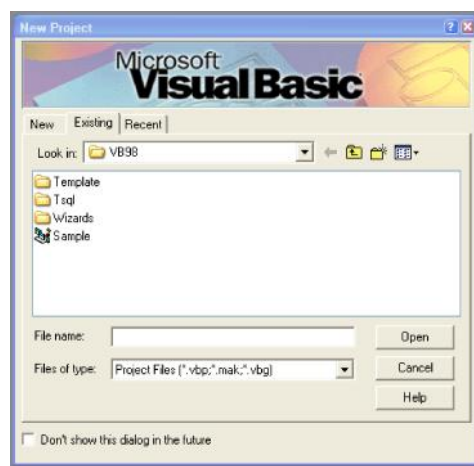 New Project
Microsoft
Visual Basic
New Existing Recent
Look in: VB98
Template
Tsql
Wizards
Sample
File name: Open
Files of type: Project Files (*.vbp;*.mak;*.vbg) Cancel
Help
Don't show this dialog in the future